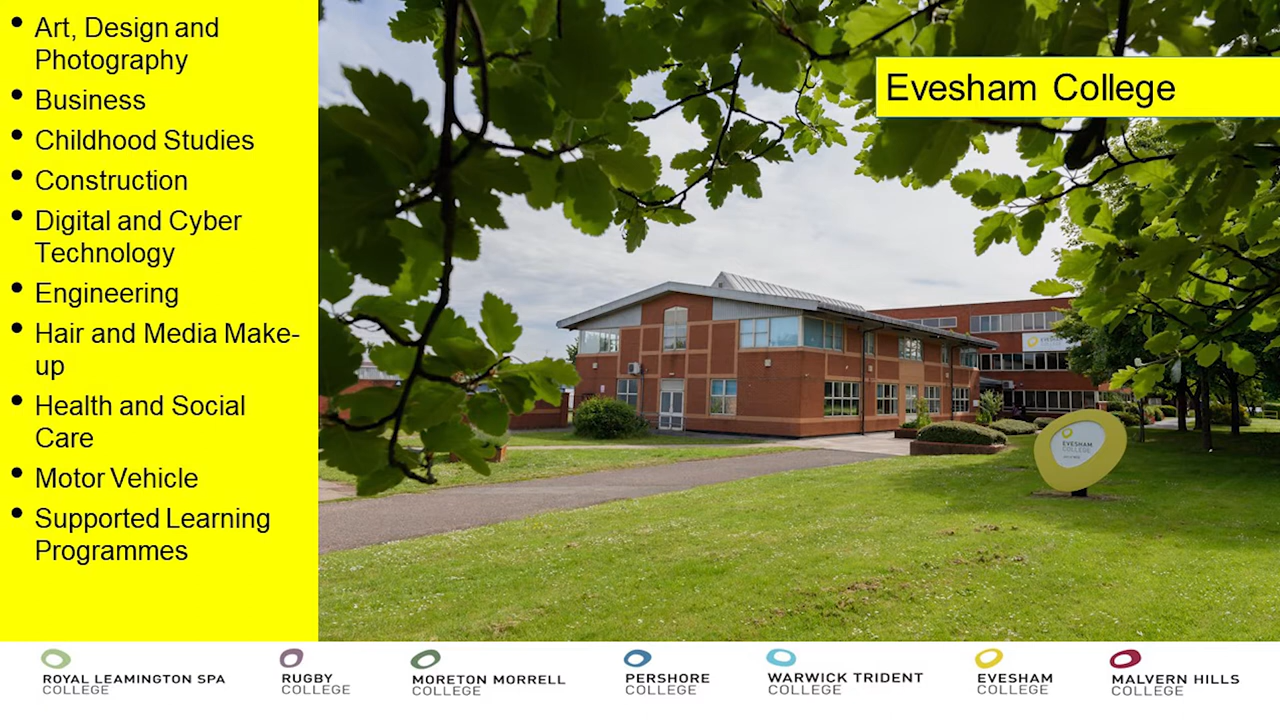 • Art, Design and
Photography
• Business
• Childhood Studies
• Construction
• Digital and Cyber
Technology
• Engineering
• Hair and Media Make-
up
• Health and Social
Care
• Motor Vehicle
• Supported Learning
Programmes
Evesham College
EVESHAM
COLLEGE
ROYAL LEAMINGTON SPA
COLLEGE
RUGBY
COLLEGE
MORETON MORRELL
COLLEGE
PERSHORE
COLLEGE
WARWICK TRIDENT
COLLEGE
EVESHAM
COLLEGE
MALVERN HILLS
COLLEGE